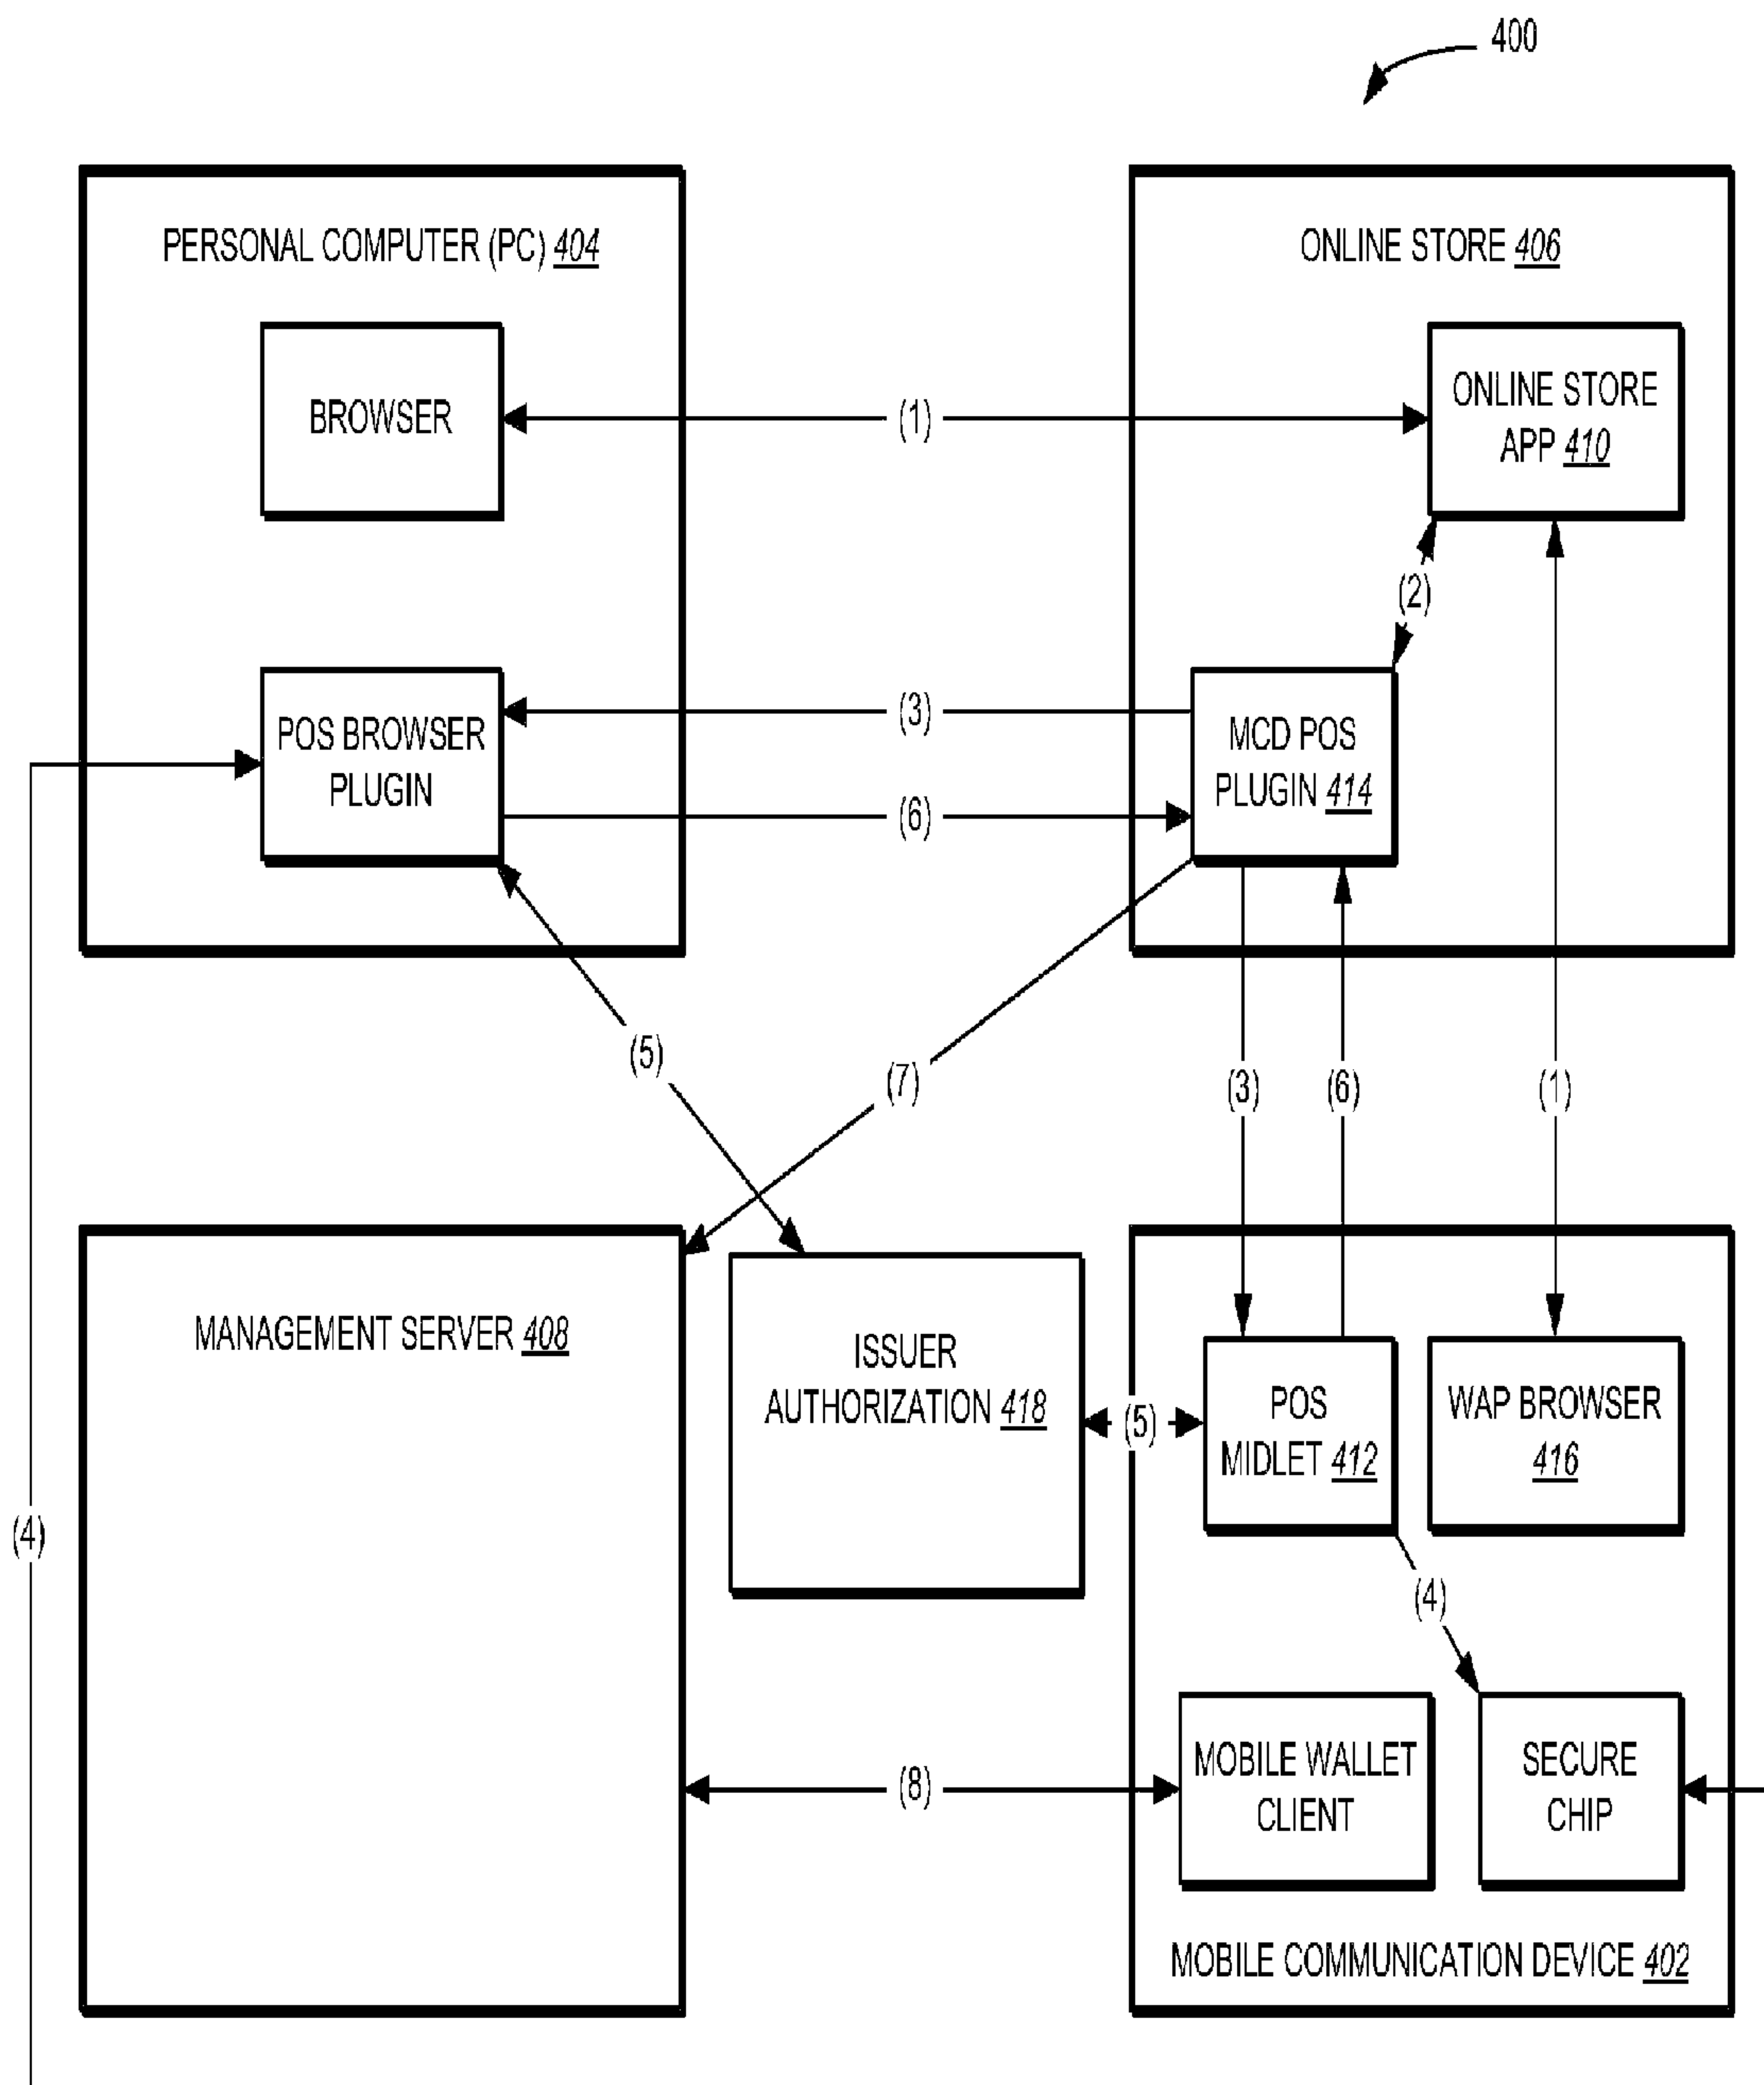 400
PERSONAL COMPUTER (PC) 404
ONLINE STORE 406
BROWSER
(1)
ONLINE STORE
APP 410
(2)
POS BROWSER
PLUGIN
(3)
(6)
MCD POS
PLUGIN 414
(5)
(7)
(3)
(6)
(1)
MANAGEMENT SERVER 408
ISSUER
AUTHORIZATION 418
(5)
POS
MIDLET 412
WAP BROWSER
416
(4)
(4)
(8)
MOBILE WALLET
CLIENT
SECURE
CHIP
MOBILE COMMUNICATION DEVICE 402